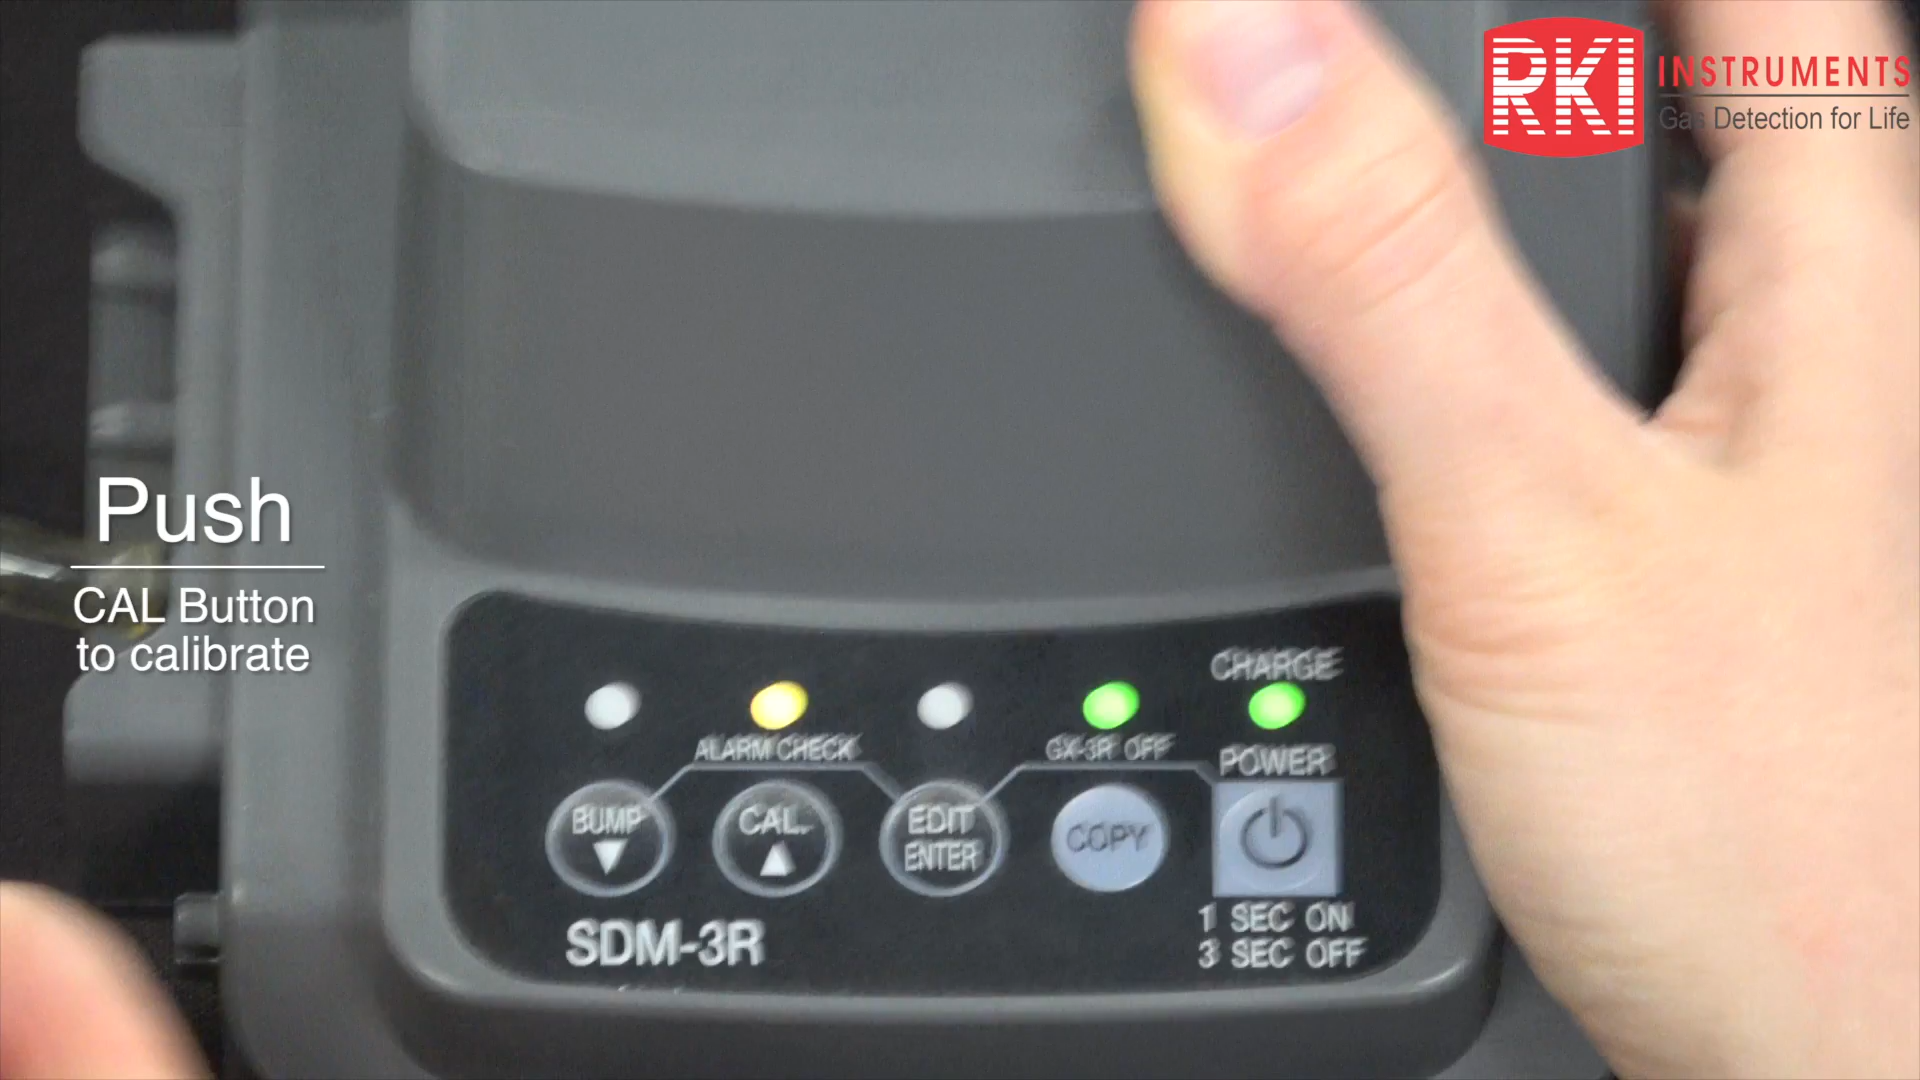 RKI INSTRUMENTS
Gas Detection for Life
Push
CAL Button
to calibrate
CHARGE
ALARM CHECK
GX-3R OFF
POWER
BUMP
CAL.
EDIT
ENTER
COPY
SDM-3R
1 SEC ON
3 SEC OFF